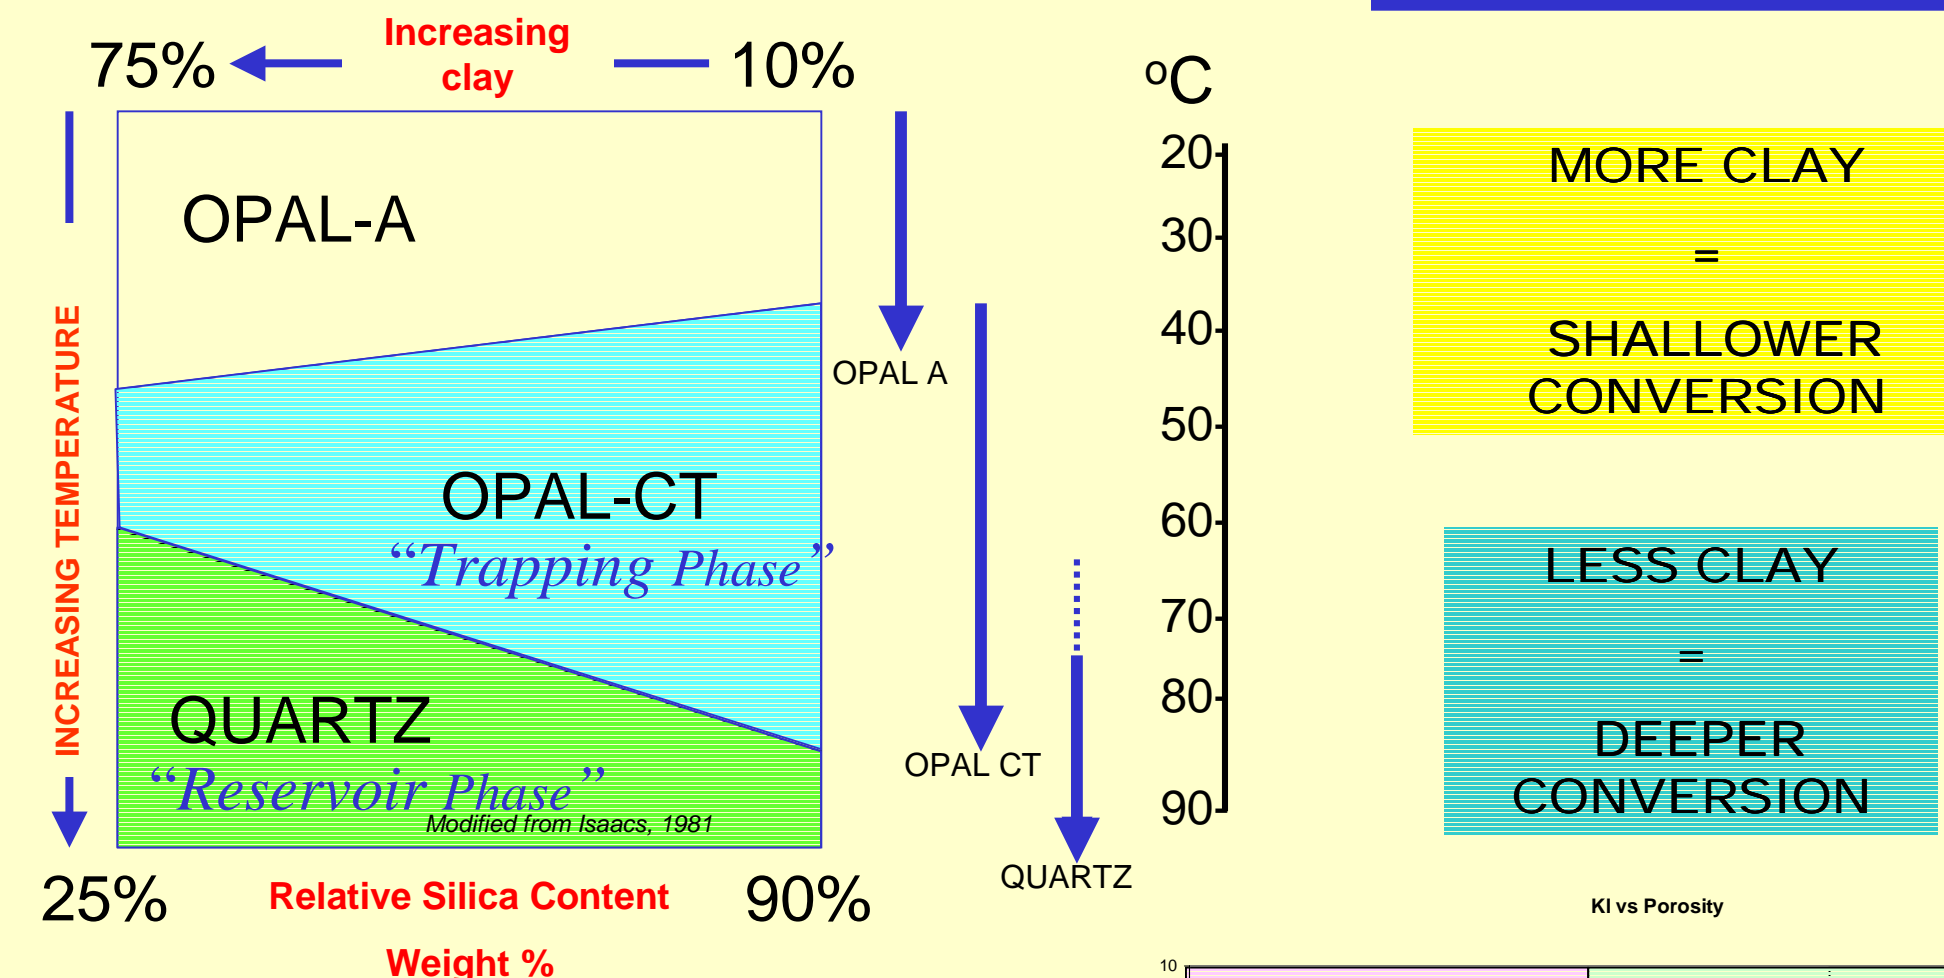 75%
Increasing
clay
10%
OPAL-A
OPAL-CT
“Trapping Phase”
QUARTZ
“Reservoir Phase”
Modified from Isaacs, 1981
INCREASING TEMPERATURE
25%
Relative Silica Content
90%
Weight %
OPAL A
OPAL CT
QUARTZ
ºC
20
30
40
50
60
70
80
90
MORE CLAY
=
SHALLOWER
CONVERSION
LESS CLAY
=
DEEPER
CONVERSION
KI vs Porosity
10